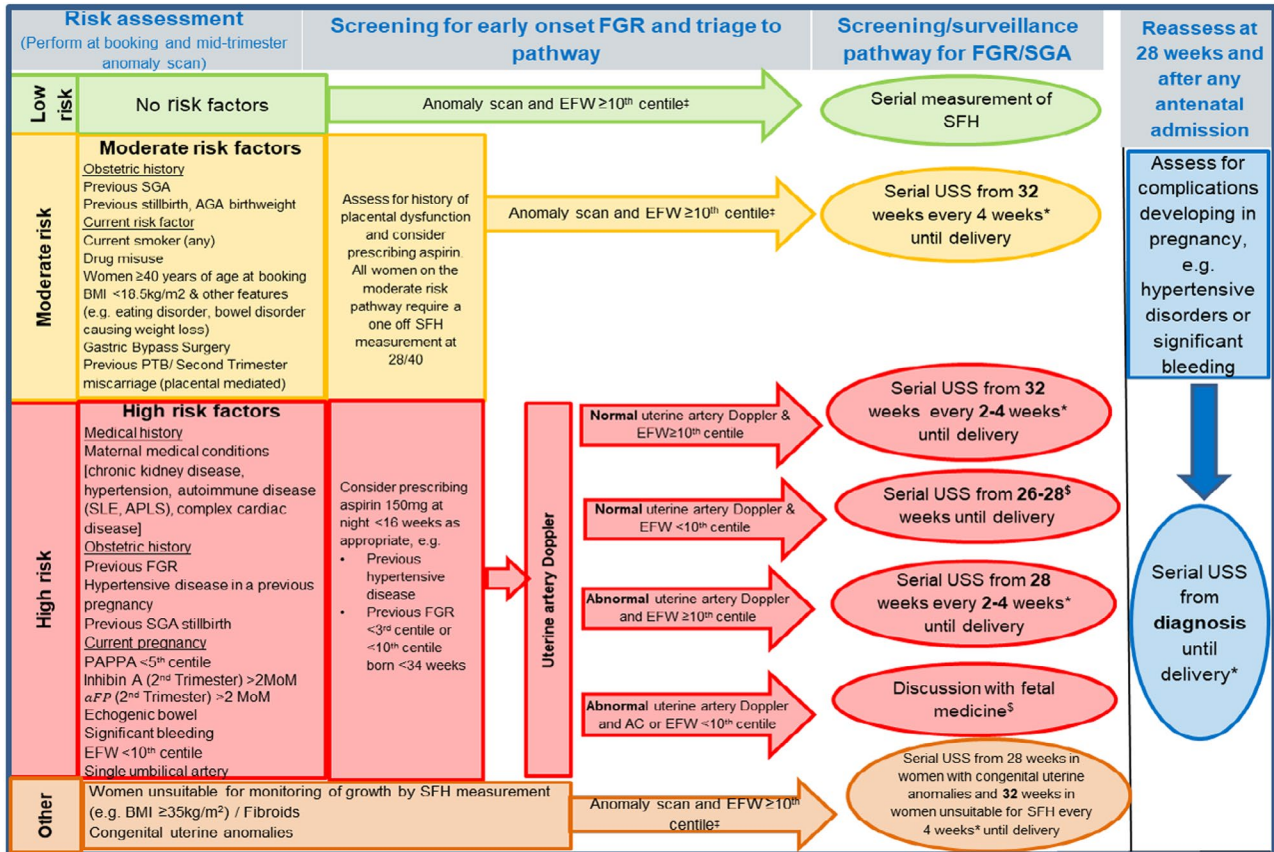 Risk assessment
(Perform at booking and mid-trimester
anomaly scan)
Screening for early onset FGR and triage to
pathway
Screening/surveillance
pathway for FGR/SGA
Reassess at
28 weeks and
after any
antenatal
admission
Low
risk
No risk factors
Anomaly scan and EFW ≥10th centile‡
Serial measurement of
SFH
Moderate risk
Moderate risk factors
Obstetric history
Previous SGA
Previous stillbirth, AGA birthweight
Current risk factor
Current smoker (any)
Drug misuse
Women ≥40 years of age at booking
BMI <18.5kg/m2 & other features
(e.g. eating disorder, bowel disorder
causing weight loss)
Gastric Bypass Surgery
Previous PTB/ Second Trimester
miscarriage (placental mediated)
Assess for history of
placental dysfunction
and consider
prescribing aspirin.
All women on the
moderate risk
pathway require a
one off SFH
measurement at
28/40
Anomaly scan and EFW ≥10th centile‡
Serial USS from 32
weeks every 4 weeks*
until delivery
Assess for
complications
developing in
pregnancy,
e.g.
hypertensive
disorders or
significant
bleeding
High risk
High risk factors
Medical history
Maternal medical conditions
[chronic kidney disease,
hypertension, autoimmune disease
(SLE, APLS), complex cardiac
disease]
Obstetric history
Previous FGR
Hypertensive disease in a previous
pregnancy
Previous SGA stillbirth
Current pregnancy
PAPPA <5th centile
Inhibin A (2nd Trimester) >2MoM
aFP (2nd Trimester) >2 MoM
Echogenic bowel
Significant bleeding
EFW <10th centile
Single umbilical artery
Consider prescribing
aspirin 150mg at
night <16 weeks as
appropriate, e.g.
• Previous
hypertensive
disease
• Previous FGR
<3rd centile or
<10th centile
born <34 weeks
Uterine artery Doppler
Normal uterine artery Doppler &
EFW≥10th centile
Serial USS from 32
weeks every 2-4 weeks*
until delivery
Normal uterine artery Doppler &
EFW <10th centile
Serial USS from 26-28$
weeks until delivery
Abnormal uterine artery Doppler
and EFW ≥10th centile
Serial USS from 28
weeks every 2-4 weeks*
until delivery
Abnormal uterine artery Doppler
and AC or EFW <10th centile
Discussion with fetal
medicine$
Serial USS
from
diagnosis
until
delivery*
Other
Women unsuitable for monitoring of growth by SFH measurement
(e.g. BMI ≥35kg/m²) / Fibroids
Congenital uterine anomalies
Anomaly scan and EFW ≥10th
centile‡
Serial USS from 28 weeks in
women with congenital uterine
anomalies and 32 weeks in
women unsuitable for SFH every
4 weeks* until delivery